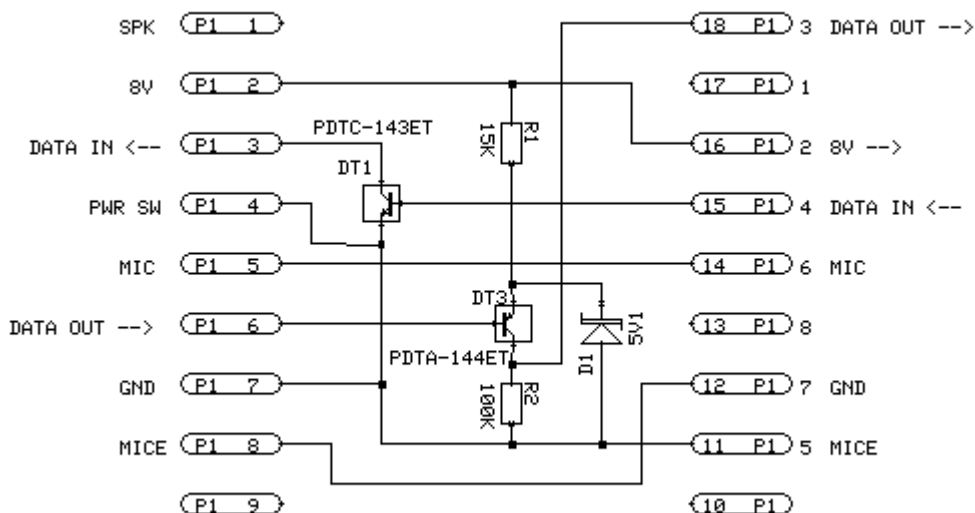 SPK P1 1 18 P1 3 DATA OUT -->
8V P1 2 17 P1 1
PDTC-143ET
R1
15K
DATA IN <-- P1 3 16 P1 2 8V -->
DT1
PWR SW P1 4 15 P1 4 DATA IN <--
MIC P1 5 14 P1 6 MIC
DT3
DATA OUT --> P1 6 13 P1 8
5V1
D1
PDTA-144ET
GND P1 7 12 P1 7 GND
R2
100K
MICE P1 8 11 P1 5 MICE
P1 9 10 P1